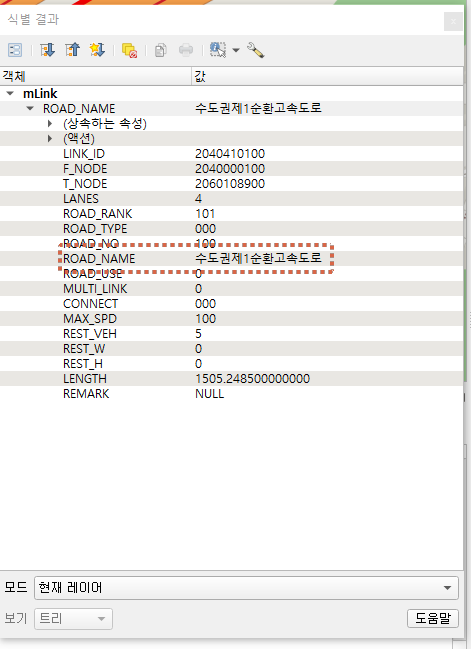 식별 결과
객체 값
mLink
ROAD_NAME 수도권제1순환고속도로
(상속하는 속성)
(액션)
LINK_ID 2040410100
F_NODE 2040000100
T_NODE 2060108900
LANES 4
ROAD_RANK 101
ROAD_TYPE 000
ROAD_NO 100
ROAD_NAME 수도권제1순환고속도로
ROAD_USE 0
MULTI_LINK 0
CONNECT 000
MAX_SPD 100
REST_VEH 5
REST_W 0
REST_H 0
LENGTH 1505.248500000000
REMARK NULL
모드 현재 레이어
보기 트리 도움말